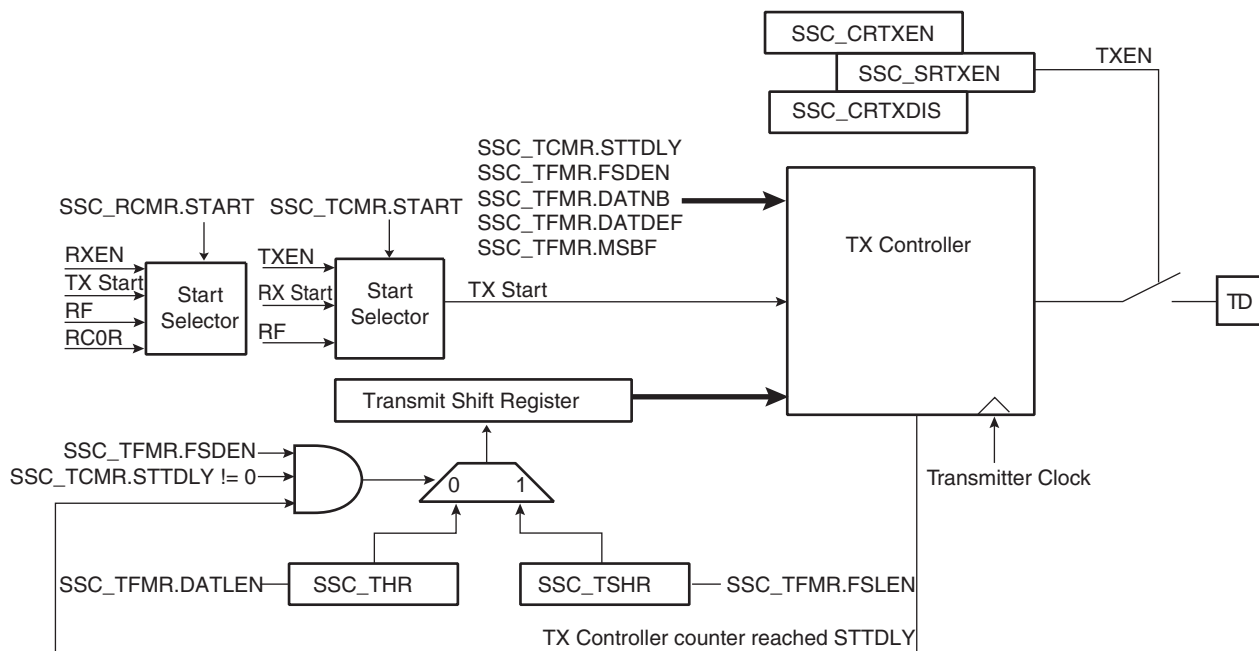 SSC_CRTXEN
SSC_SRTXEN
SSC_CRTXDIS
TXEN
SSC_TCMR.STTDLY
SSC_TFMR.FSDEN
SSC_TFMR.DATNB
SSC_TFMR.DATDEF
SSC_TFMR.MSBF
SSC_RCMR.START
SSC_TCMR.START
RXEN
TX Start
RF
RC0R
Start
Selector
TXEN
RX Start
RF
Start
Selector
TX Start
TX Controller
TD
Transmit Shift Register
SSC_TFMR.FSDEN
SSC_TCMR.STTDLY != 0
0
1
Transmitter Clock
SSC_TFMR.DATLEN
SSC_THR
SSC_TSHR
SSC_TFMR.FSLEN
TX Controller counter reached STTDLY